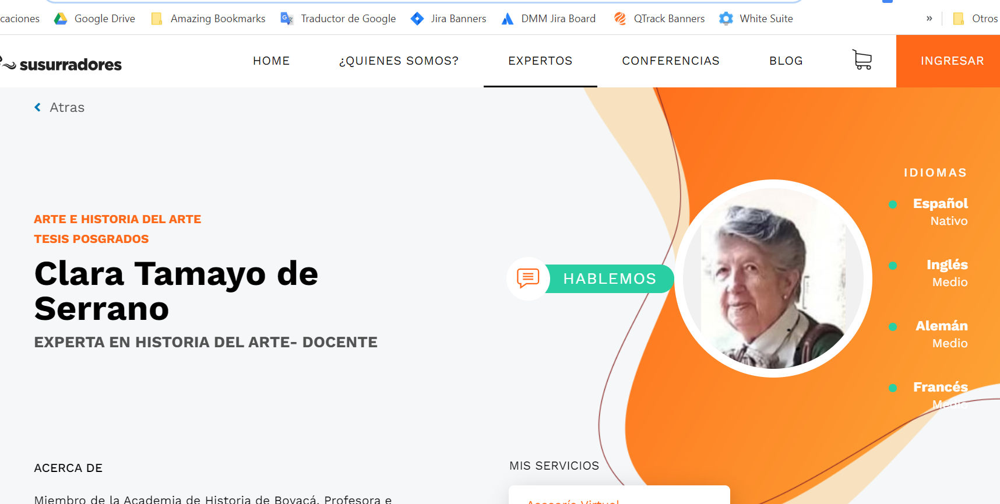 caciones Google Drive Amazing Bookmarks Traductor de Google Jira Banners DMM Jira Board QTrack Banners White Suite » Otros
susurradores HOME ¿QUIENES SOMOS? EXPERTOS CONFERENCIAS BLOG INGRESAR
Atras
IDIOMAS
Español
Nativo
Inglés
Medio
Alemán
Medio
Francés
Medio
ARTE E HISTORIA DEL ARTE
TESIS POSGRADOS
Clara Tamayo de
Serrano
EXPERTA EN HISTORIA DEL ARTE- DOCENTE
HABLEMOS
ACERCA DE
Miembro de la Academia de Historia de Boyacá. Profesora e
MIS SERVICIOS
Asesoría Virtual